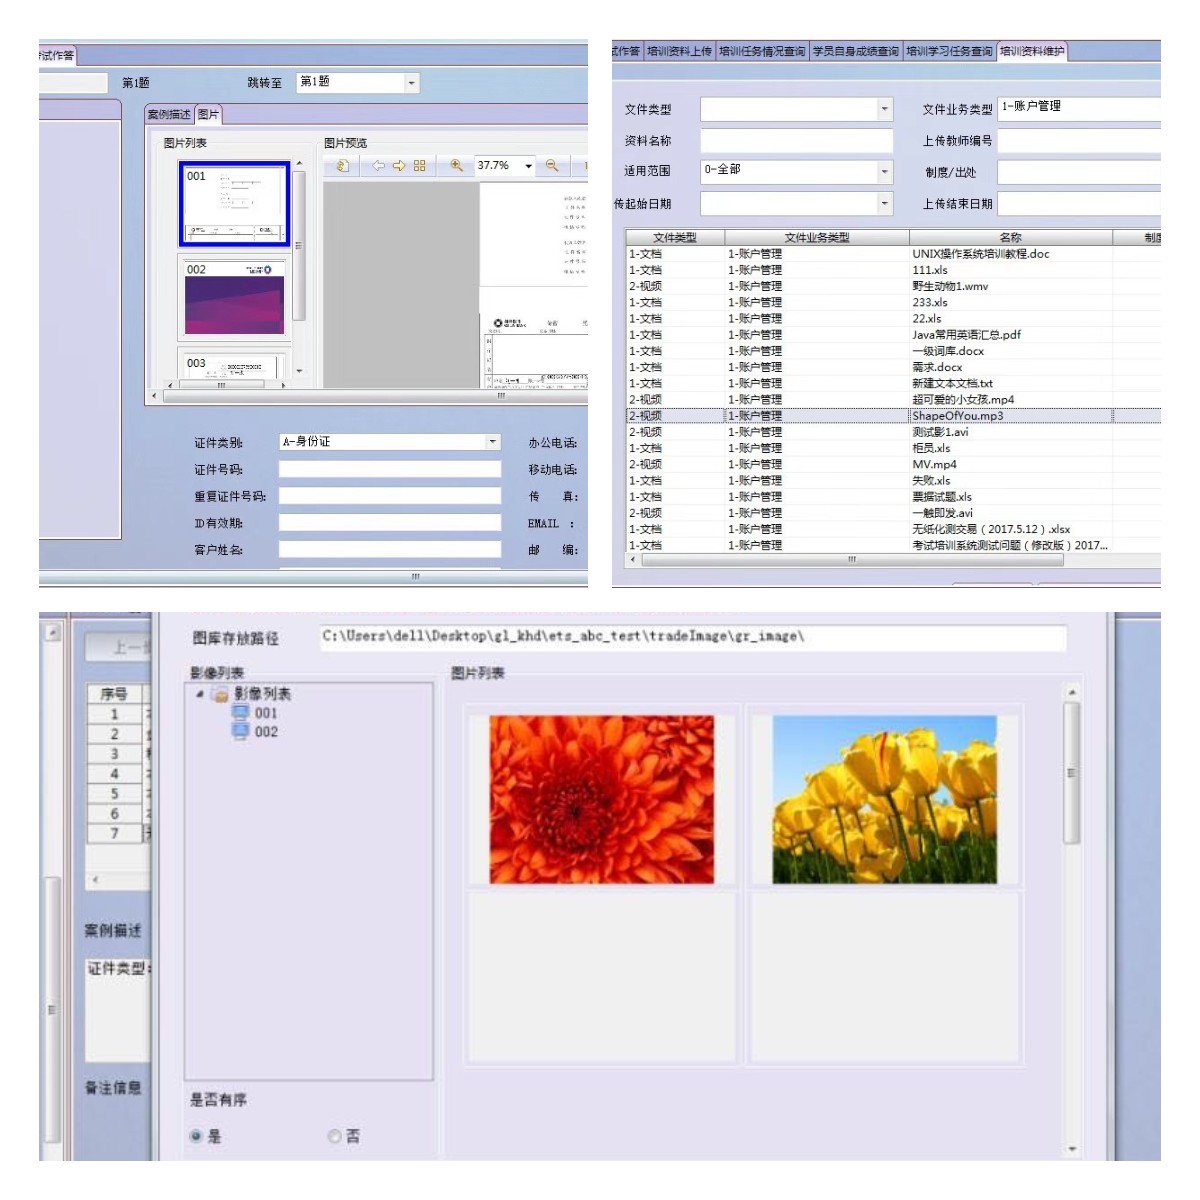 试作答
第1题
跳转至
第1题
案例描述
图片
图片列表
图片预览
37.7%
001
002
003
证件类别:
A-身份证
办公电话:
证件号码:
移动电话:
重复证件号码:
传 真:
ID有效期:
EMAIL :
客户姓名:
邮 编:
试作答
培训资料上传
培训任务情况查询
学员自身成绩查询
培训学习任务查询
培训资料维护
文件类型
文件业务类型
1-账户管理
资料名称
上传教师编号
适用范围
0-全部
制度/出处
传起始日期
上传结束日期
文件类型 文件业务类型 名称 制度
1-文档 1-账户管理 UNIX操作系统培训教程.doc
1-文档 1-账户管理 111.xls
2-视频 1-账户管理 野生动物1.wmv
1-文档 1-账户管理 233.xls
1-文档 1-账户管理 22.xls
1-文档 1-账户管理 Java常用英语汇总.pdf
1-文档 1-账户管理 一级词库.docx
1-文档 1-账户管理 需求.docx
1-文档 1-账户管理 新建文本文档.txt
2-视频 1-账户管理 超可爱的小女孩.mp4
2-视频 1-账户管理 ShapeOfYou.mp3
2-视频 1-账户管理 测试影1.avi
1-文档 1-账户管理 柜员.xls
2-视频 1-账户管理 MV.mp4
1-文档 1-账户管理 失败.xls
1-文档 1-账户管理 票据试题.xls
2-视频 1-账户管理 一触即发.avi
1-文档 1-账户管理 无纸化测交易（2017.5.12）.xlsx
1-文档 1-账户管理 考试培训系统测试问题（修改版）2017...
图库存放路径
C:\Users\dell\Desktop\gl_khd\ets_abc_test\tradeImage\gr_image\
影像列表
图片列表
影像列表
001
002
上一
序号
1
2
3
4
5
6
7
案例描述
证件类型:
备注信息
是否有序
是
否